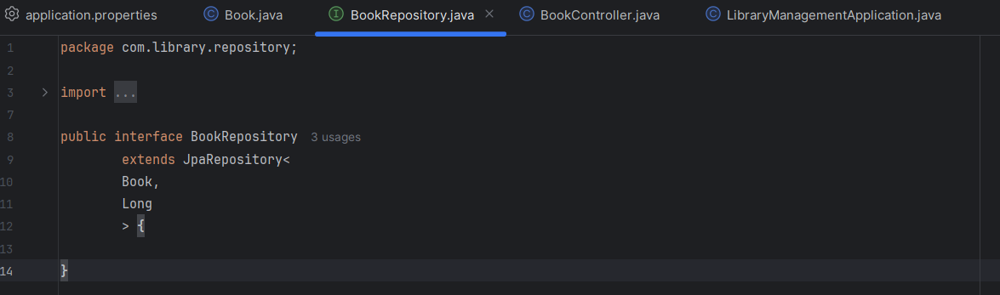 application.properties Book.java BookRepository.java BookController.java LibraryManagementApplication.java
1 package com.library.repository;
2
3 import ...
7
8 public interface BookRepository 3 usages
9 extends JpaRepository<
10 Book,
11 Long
12 > {
13
14 }